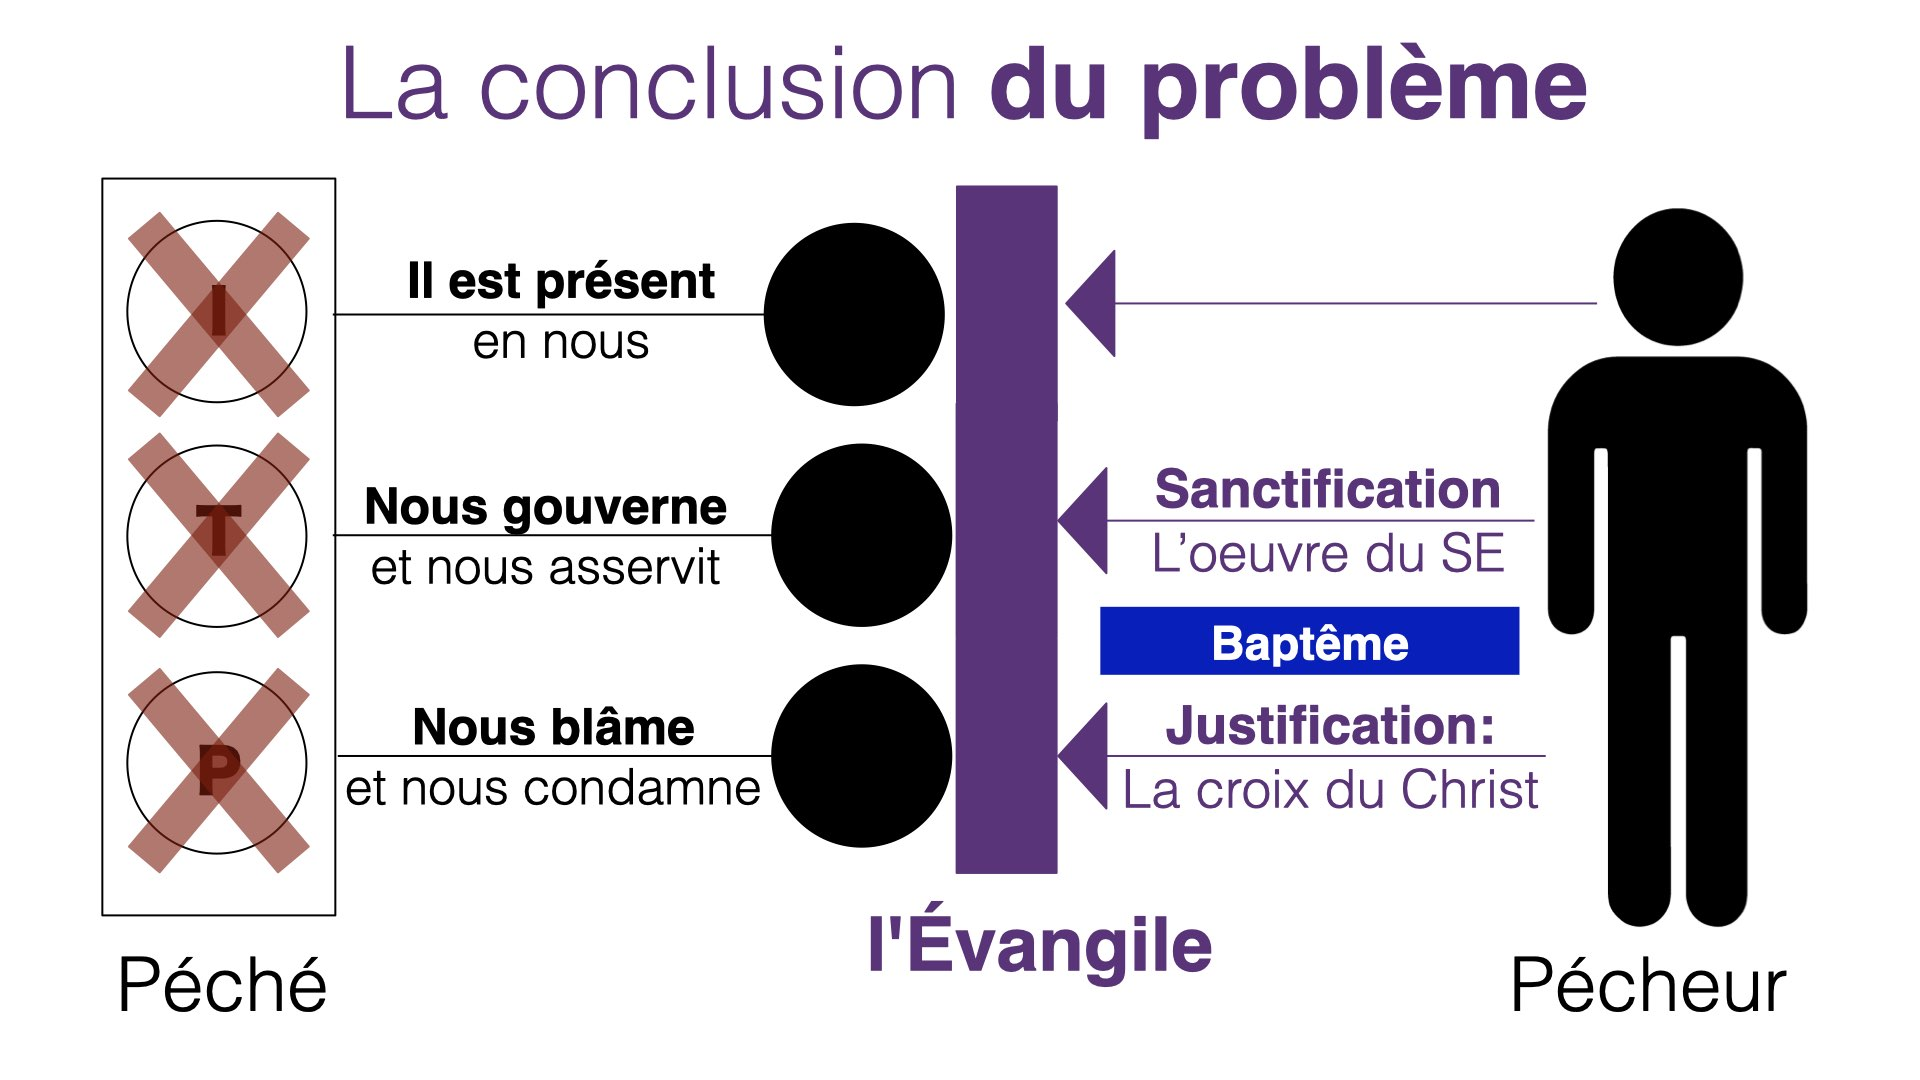 La conclusion du problème
I
Il est présent
en nous
T
Nous gouverne
et nous asservit
Sanctification
L’oeuvre du SE
Baptême
P
Nous blâme
et nous condamne
Justification:
La croix du Christ
l'Évangile
Péché
Pécheur